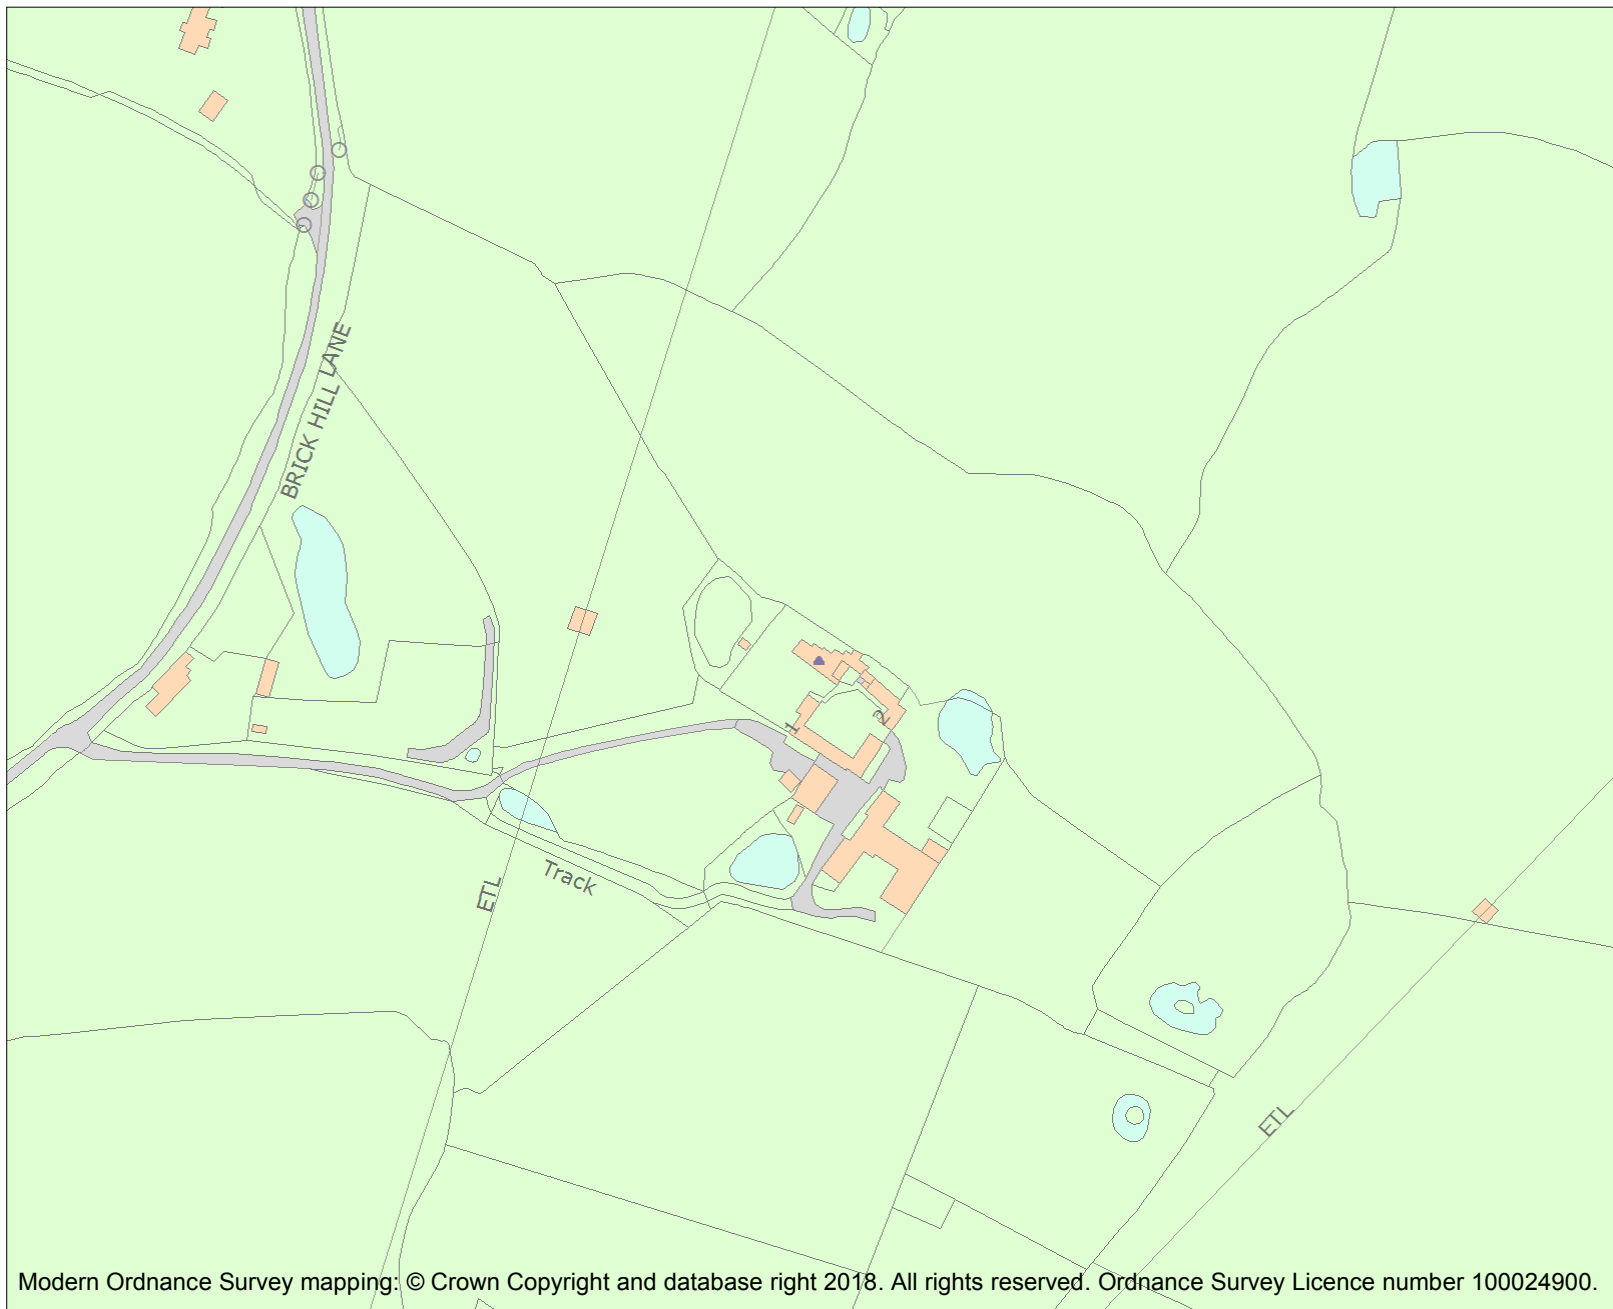 BRICK HILL LANE
1
2
Track
ETL
ETL
Modern Ordnance Survey mapping: © Crown Copyright and database right 2018. All rights reserved. Ordnance Survey Licence number 100024900.